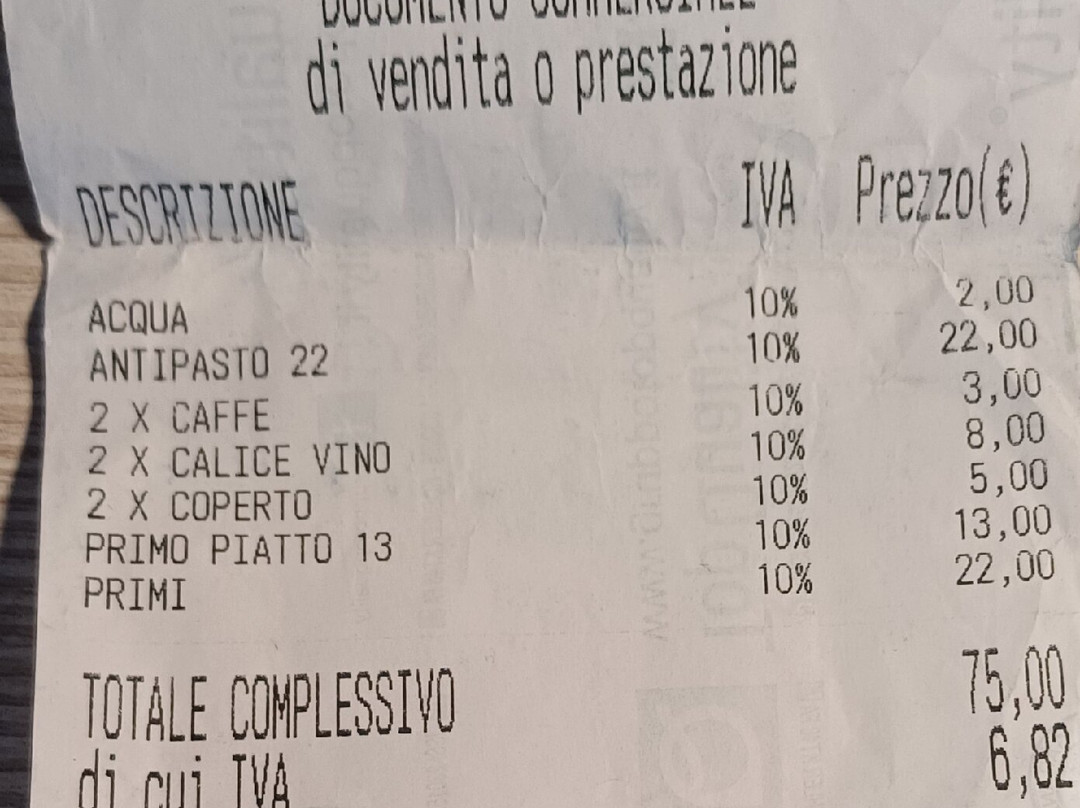 DOCUMENTO COMMERCIALE
di vendita o prestazione
DESCRIZIONE IVA Prezzo(€)
ACQUA 10% 2,00
ANTIPASTO 22 10% 22,00
2 X CAFFE 10% 3,00
2 X CALICE VINO 10% 8,00
2 X COPERTO 10% 5,00
PRIMO PIATTO 13 10% 13,00
PRIMI 10% 22,00
TOTALE COMPLESSIVO 75,00
di cui IVA 6,82